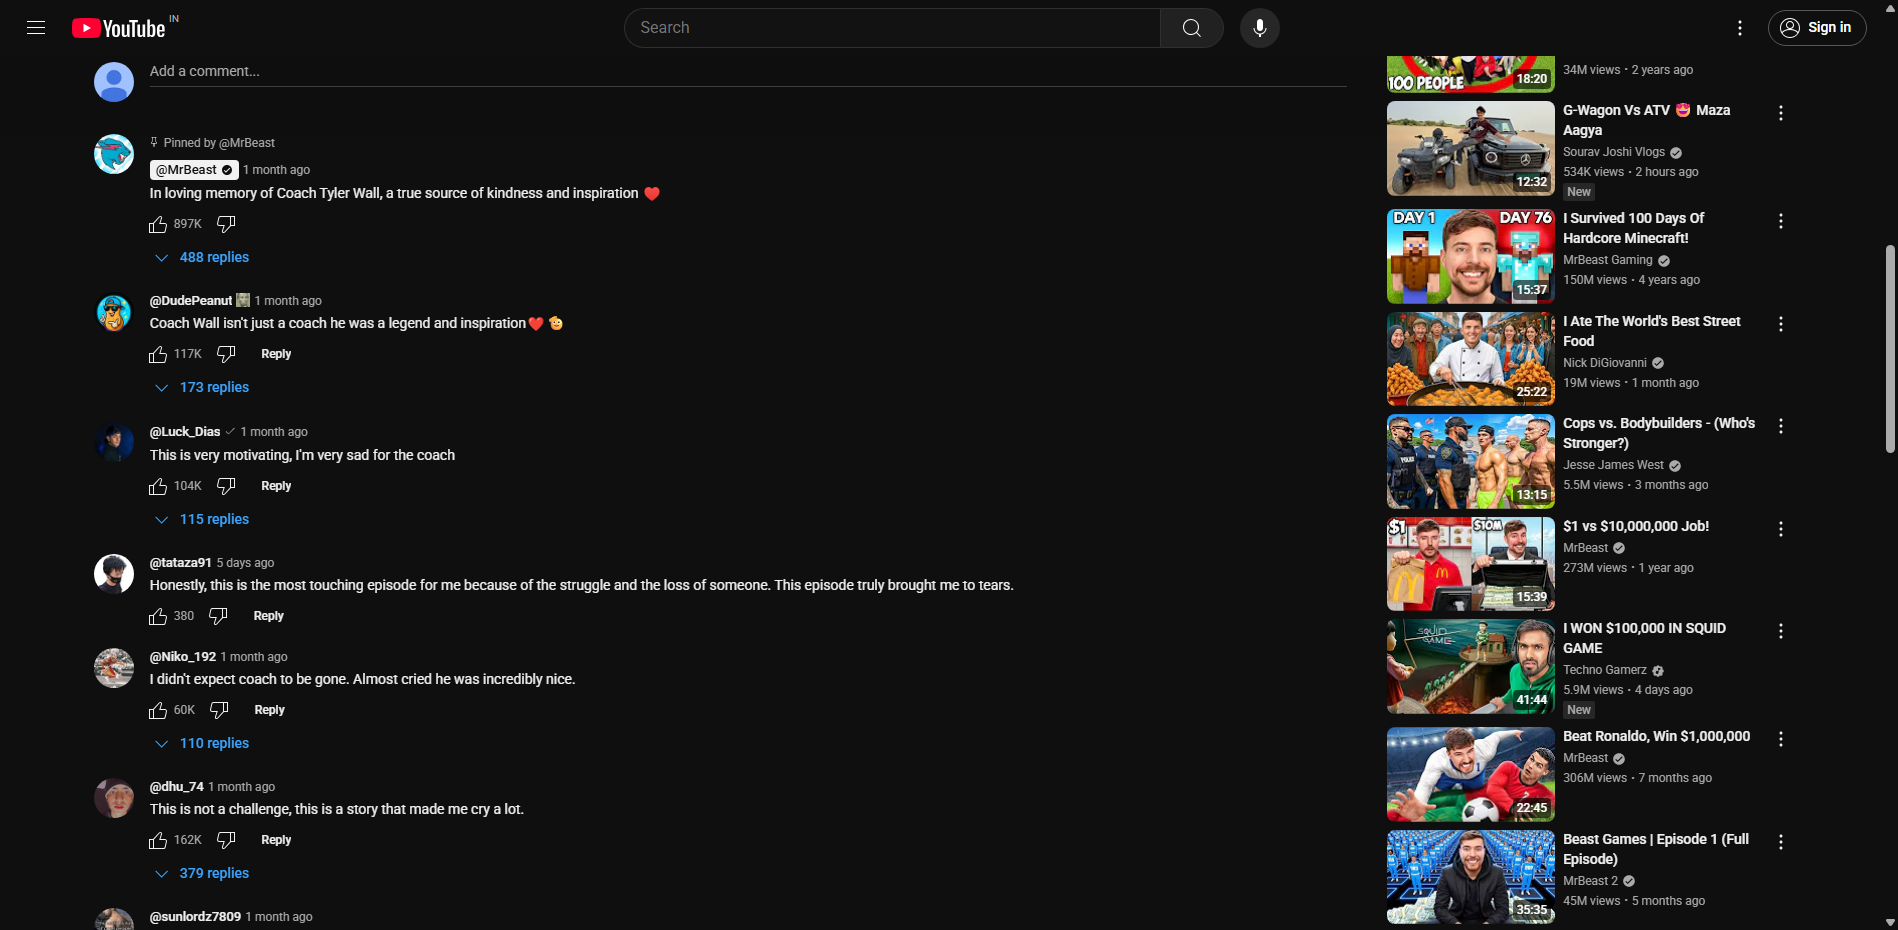 YouTube IN
Search
Sign in
Add a comment...
Pinned by @MrBeast
@MrBeast 1 month ago
In loving memory of Coach Tyler Wall, a true source of kindness and inspiration ❤️
897K
488 replies
@DudePeanut 1 month ago
Coach Wall isn't just a coach he was a legend and inspiration❤️ 🫡
117K Reply
173 replies
@Luck_Dias 1 month ago
This is very motivating, I'm very sad for the coach
104K Reply
115 replies
@tataza91 5 days ago
Honestly, this is the most touching episode for me because of the struggle and the loss of someone. This episode truly brought me to tears.
380 Reply
@Niko_192 1 month ago
I didn't expect coach to be gone. Almost cried he was incredibly nice.
60K Reply
110 replies
@dhu_74 1 month ago
This is not a challenge, this is a story that made me cry a lot.
162K Reply
379 replies
@sunlordz7809 1 month ago
100 PEOPLE
18:20
34M views • 2 years ago
12:32
G-Wagon Vs ATV 😍 Maza
Aagya
Sourav Joshi Vlogs
534K views • 2 hours ago
New
DAY 1 DAY 76
15:37
I Survived 100 Days Of
Hardcore Minecraft!
MrBeast Gaming
150M views • 4 years ago
25:22
I Ate The World's Best Street
Food
Nick DiGiovanni
19M views • 1 month ago
13:15
Cops vs. Bodybuilders - (Who's
Stronger?)
Jesse James West
5.5M views • 3 months ago
$1 $10M
15:39
$1 vs $10,000,000 Job!
MrBeast
273M views • 1 year ago
SQUID
GAME
41:44
I WON $100,000 IN SQUID
GAME
Techno Gamerz
5.9M views • 4 days ago
New
22:45
Beat Ronaldo, Win $1,000,000
MrBeast
306M views • 7 months ago
35:35
Beast Games | Episode 1 (Full
Episode)
MrBeast 2
45M views • 5 months ago